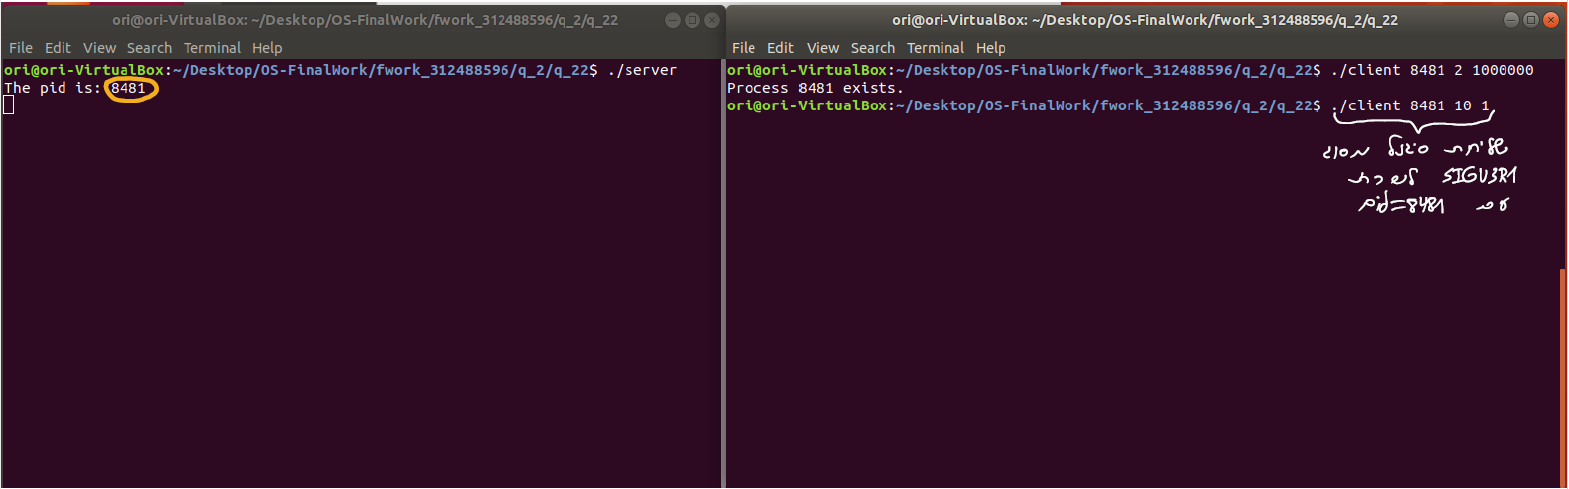 ori@ori-VirtualBox: ~/Desktop/OS-FinalWork/fwork_312488596/q_2/q_22
File Edit View Search Terminal Help
ori@ori-VirtualBox:~/Desktop/OS-FinalWork/fwork_312488596/q_2/q_22$ ./server
The pid is: 8481
ori@ori-VirtualBox: ~/Desktop/OS-FinalWork/fwork_312488596/q_2/q_22
File Edit View Search Terminal Help
ori@ori-VirtualBox:~/Desktop/OS-FinalWork/fwork_312488596/q_2/q_22$ ./client 8481 2 1000000
Process 8481 exists.
ori@ori-VirtualBox:~/Desktop/OS-FinalWork/fwork_312488596/q_2/q_22$ ./client 8481 10 1
שליחת סיגנל מסוג
SIGUSR1
עם pid=8481